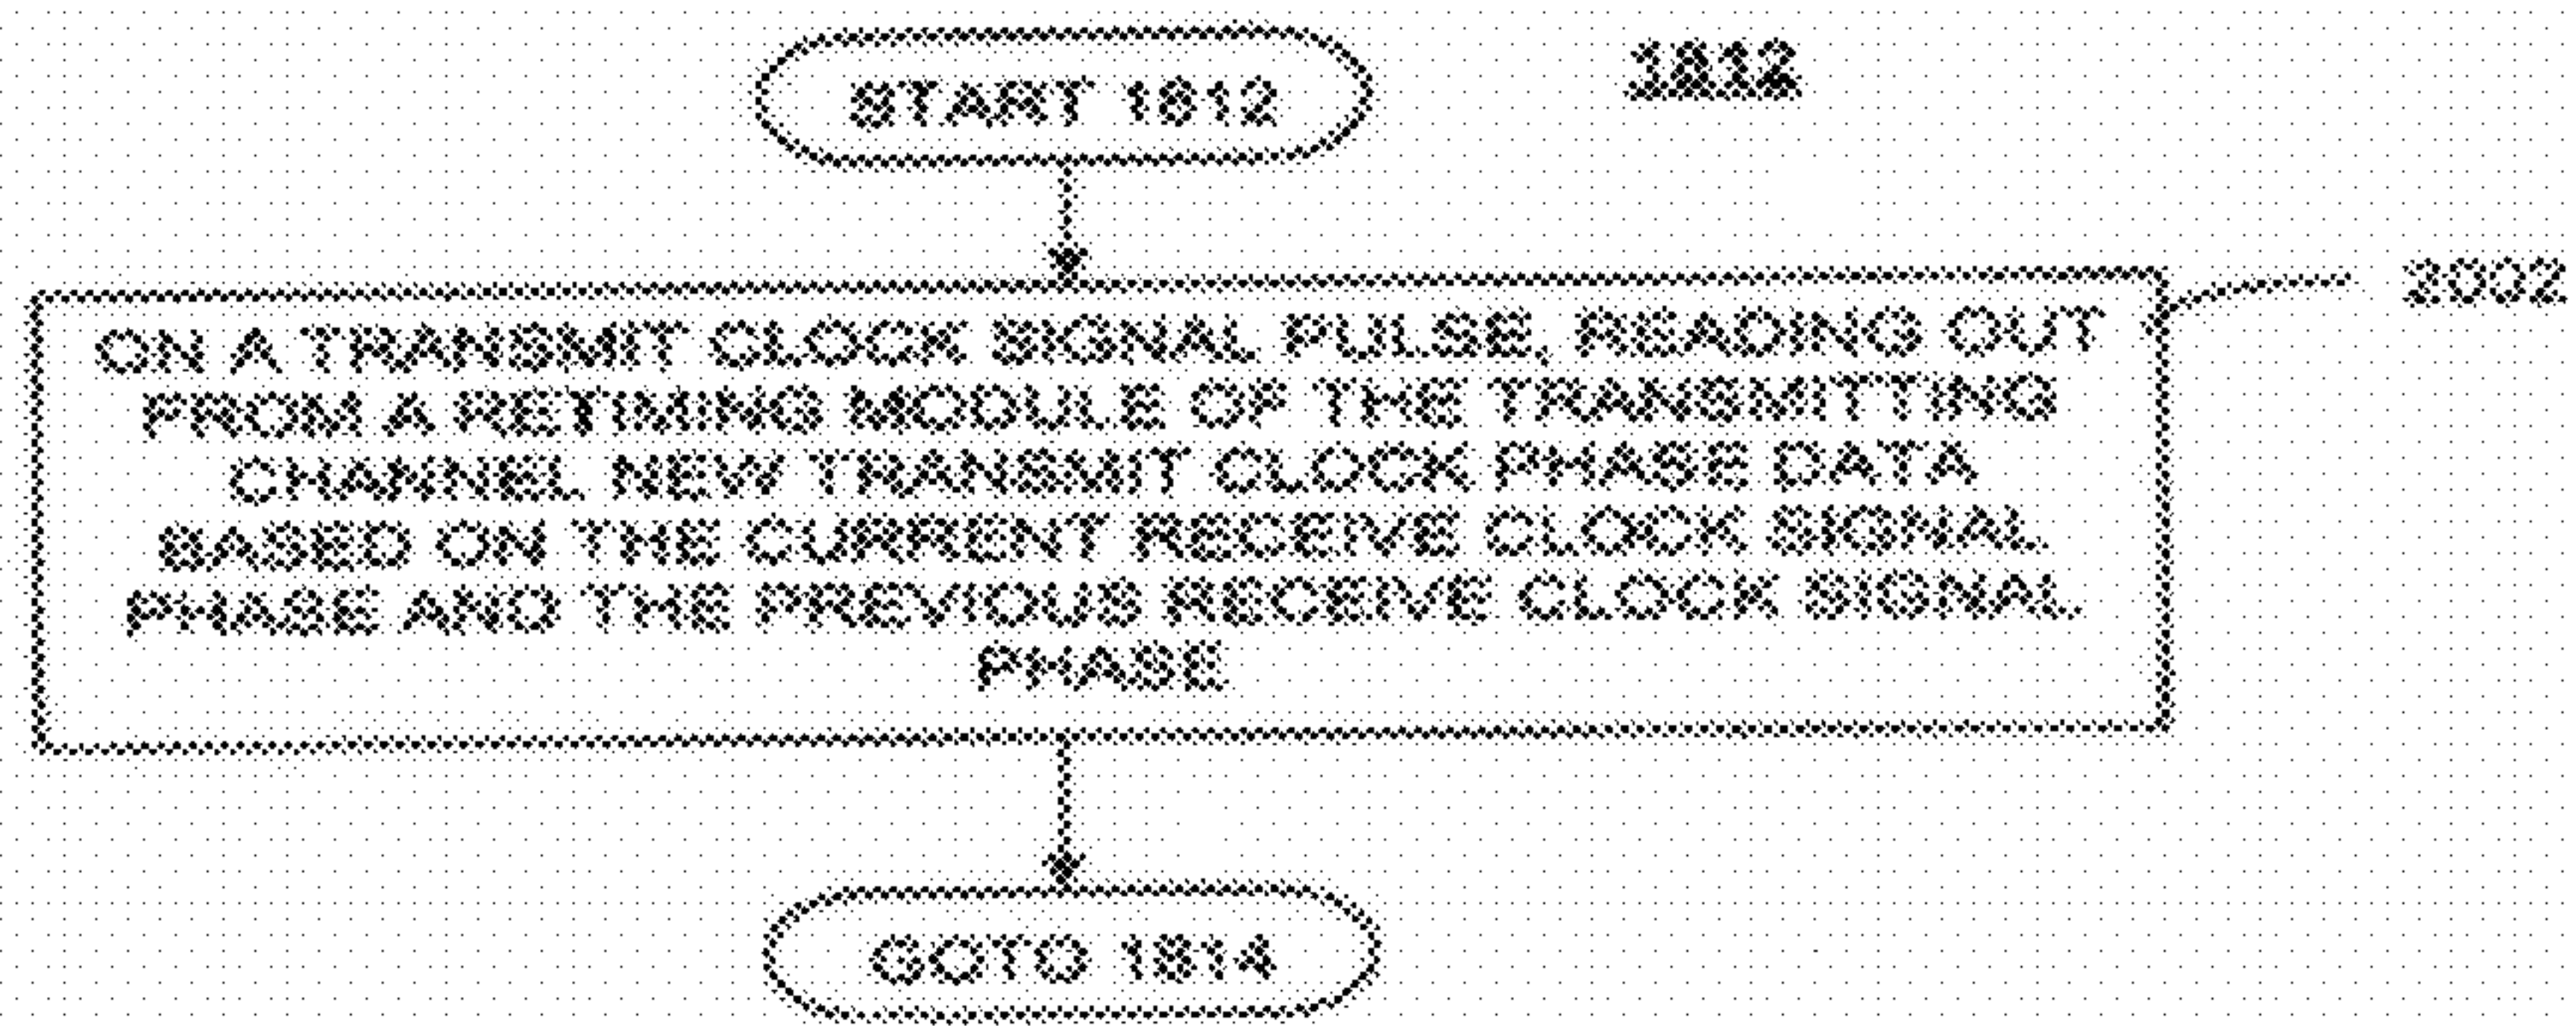 START 1812
1812
2002
ON A TRANSMIT CLOCK SIGNAL PULSE, READING OUT
FROM A RETIMING MODULE OF THE TRANSMITTING
CHANNEL NEW TRANSMIT CLOCK PHASE DATA
BASED ON THE CURRENT RECEIVE CLOCK SIGNAL
PHASE AND THE PREVIOUS RECEIVE CLOCK SIGNAL
PHASE
GOTO 1814